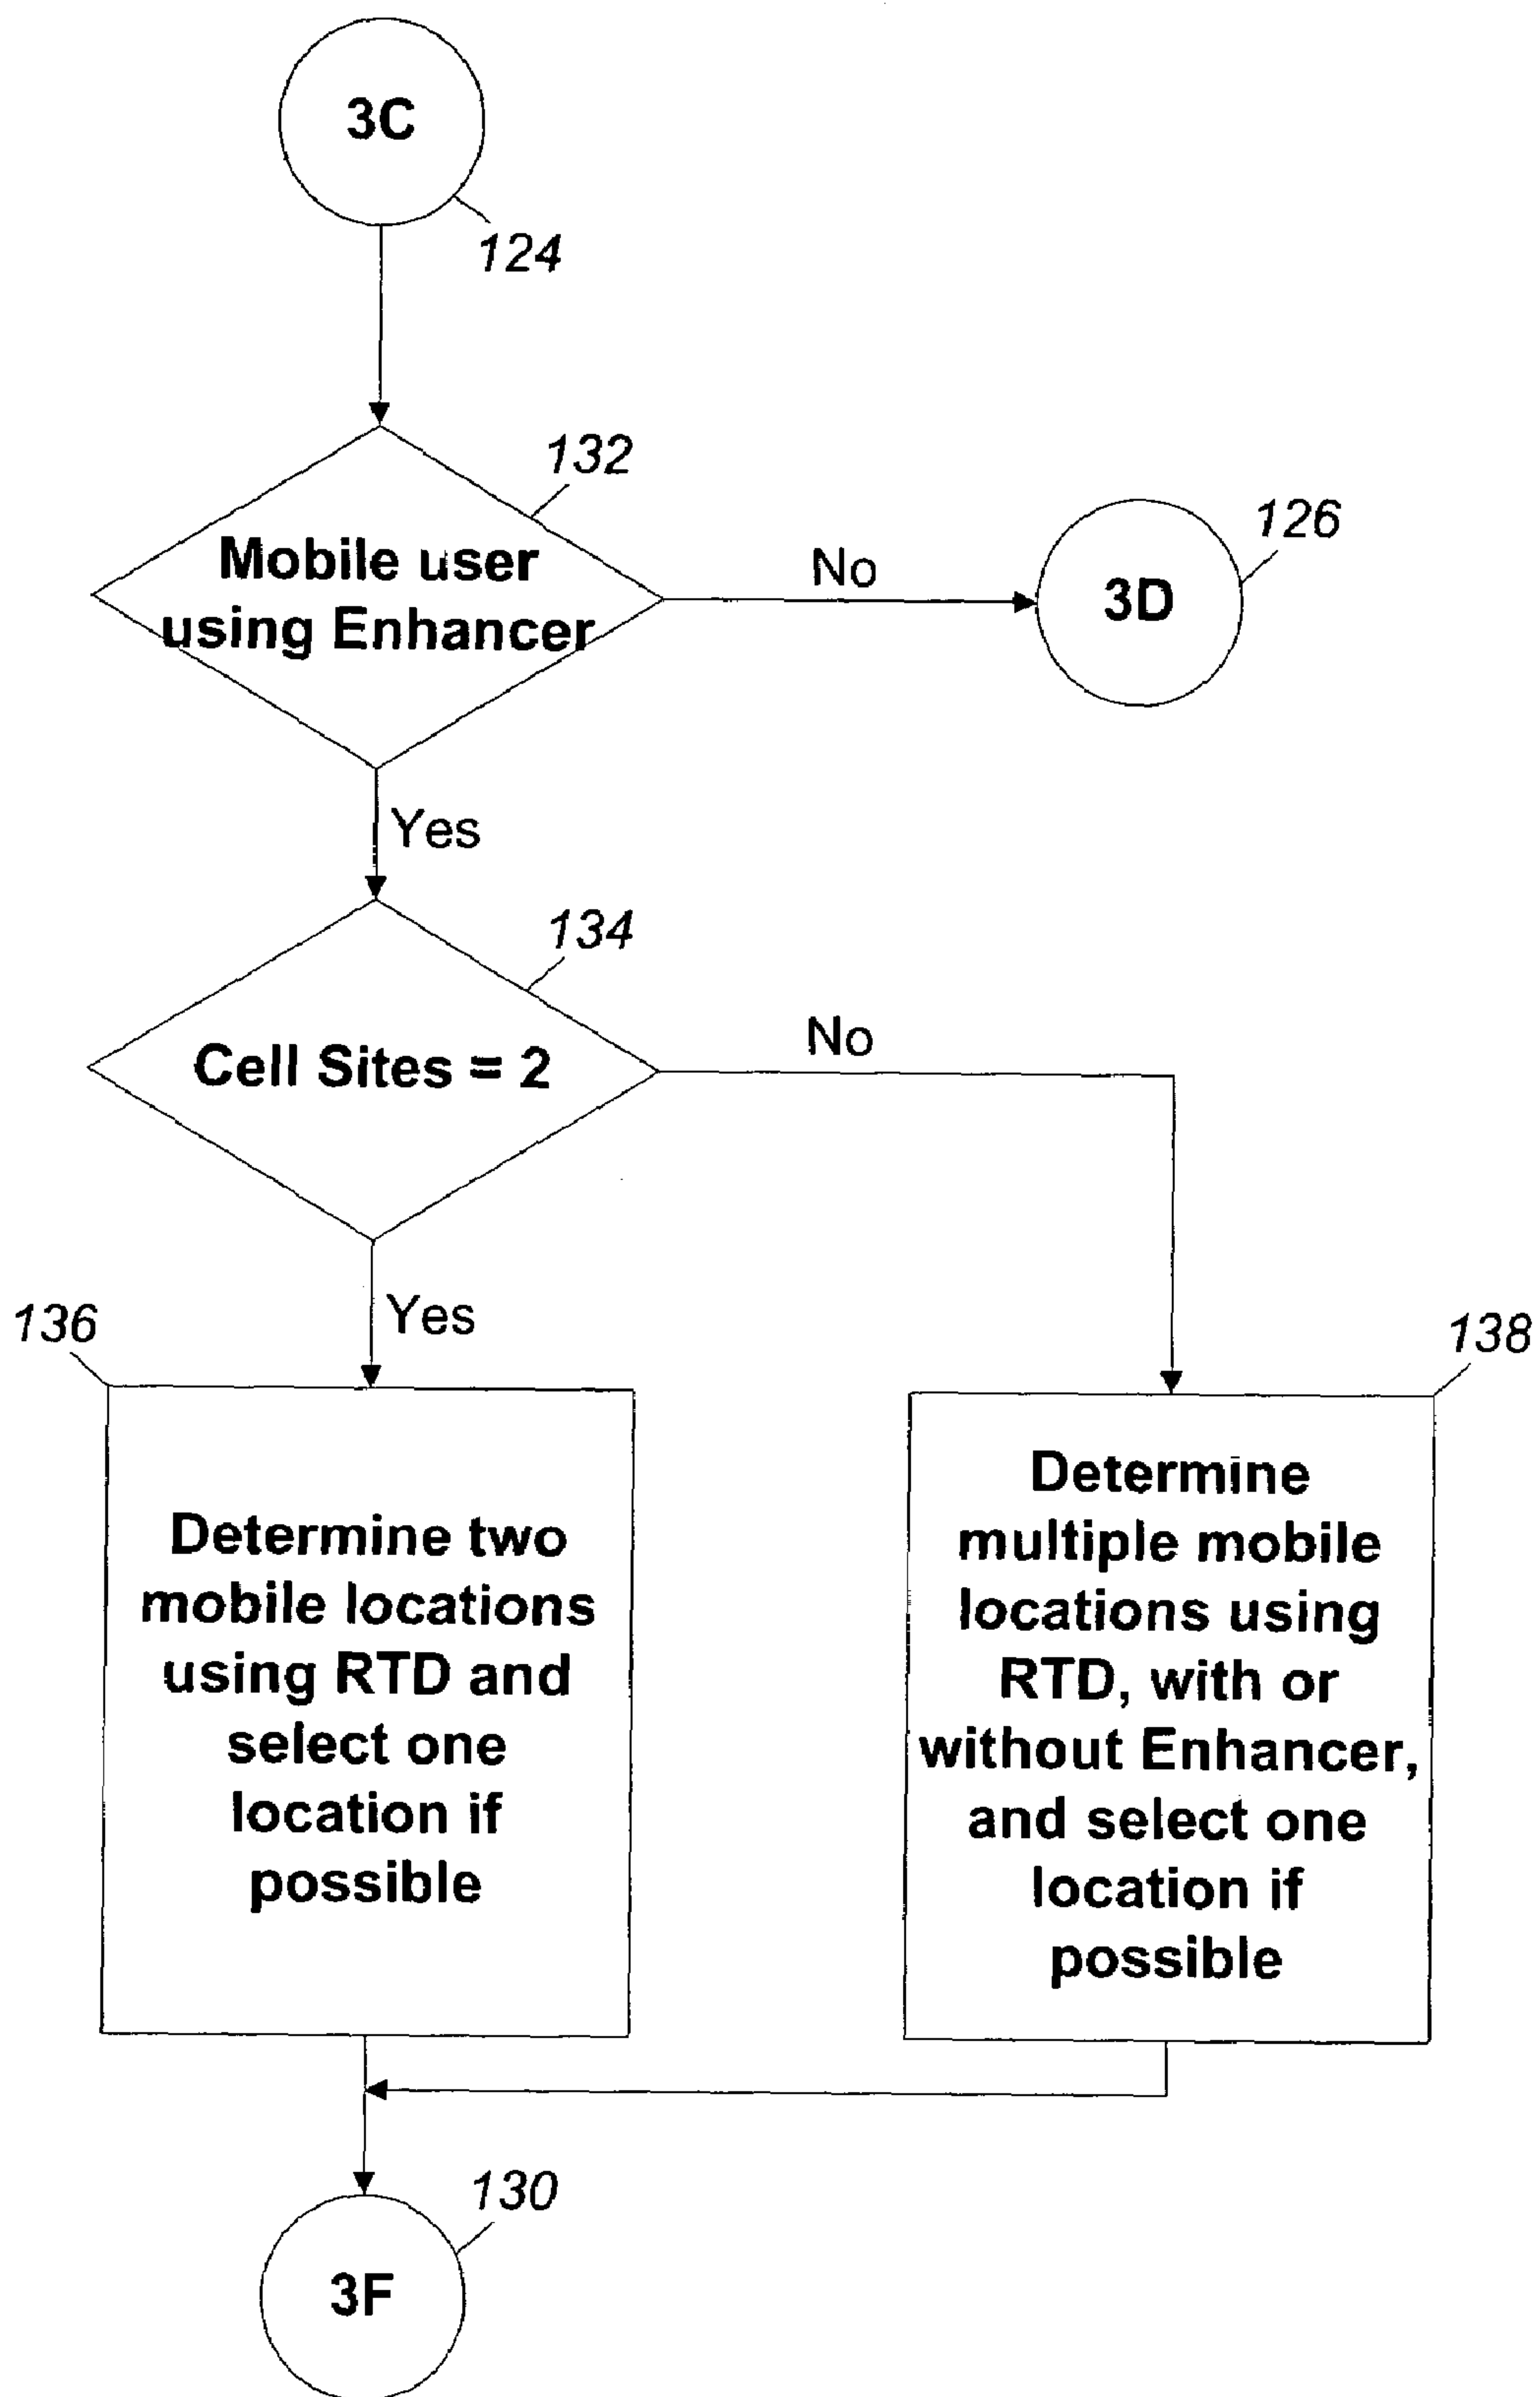 3C
124
132
Mobile user
using Enhancer
No
126
3D
Yes
134
Cell Sites = 2
No
Yes
136
138
Determine two
mobile locations
using RTD and
select one
location if
possible
Determine
multiple mobile
locations using
RTD, with or
without Enhancer,
and select one
location if
possible
130
3F